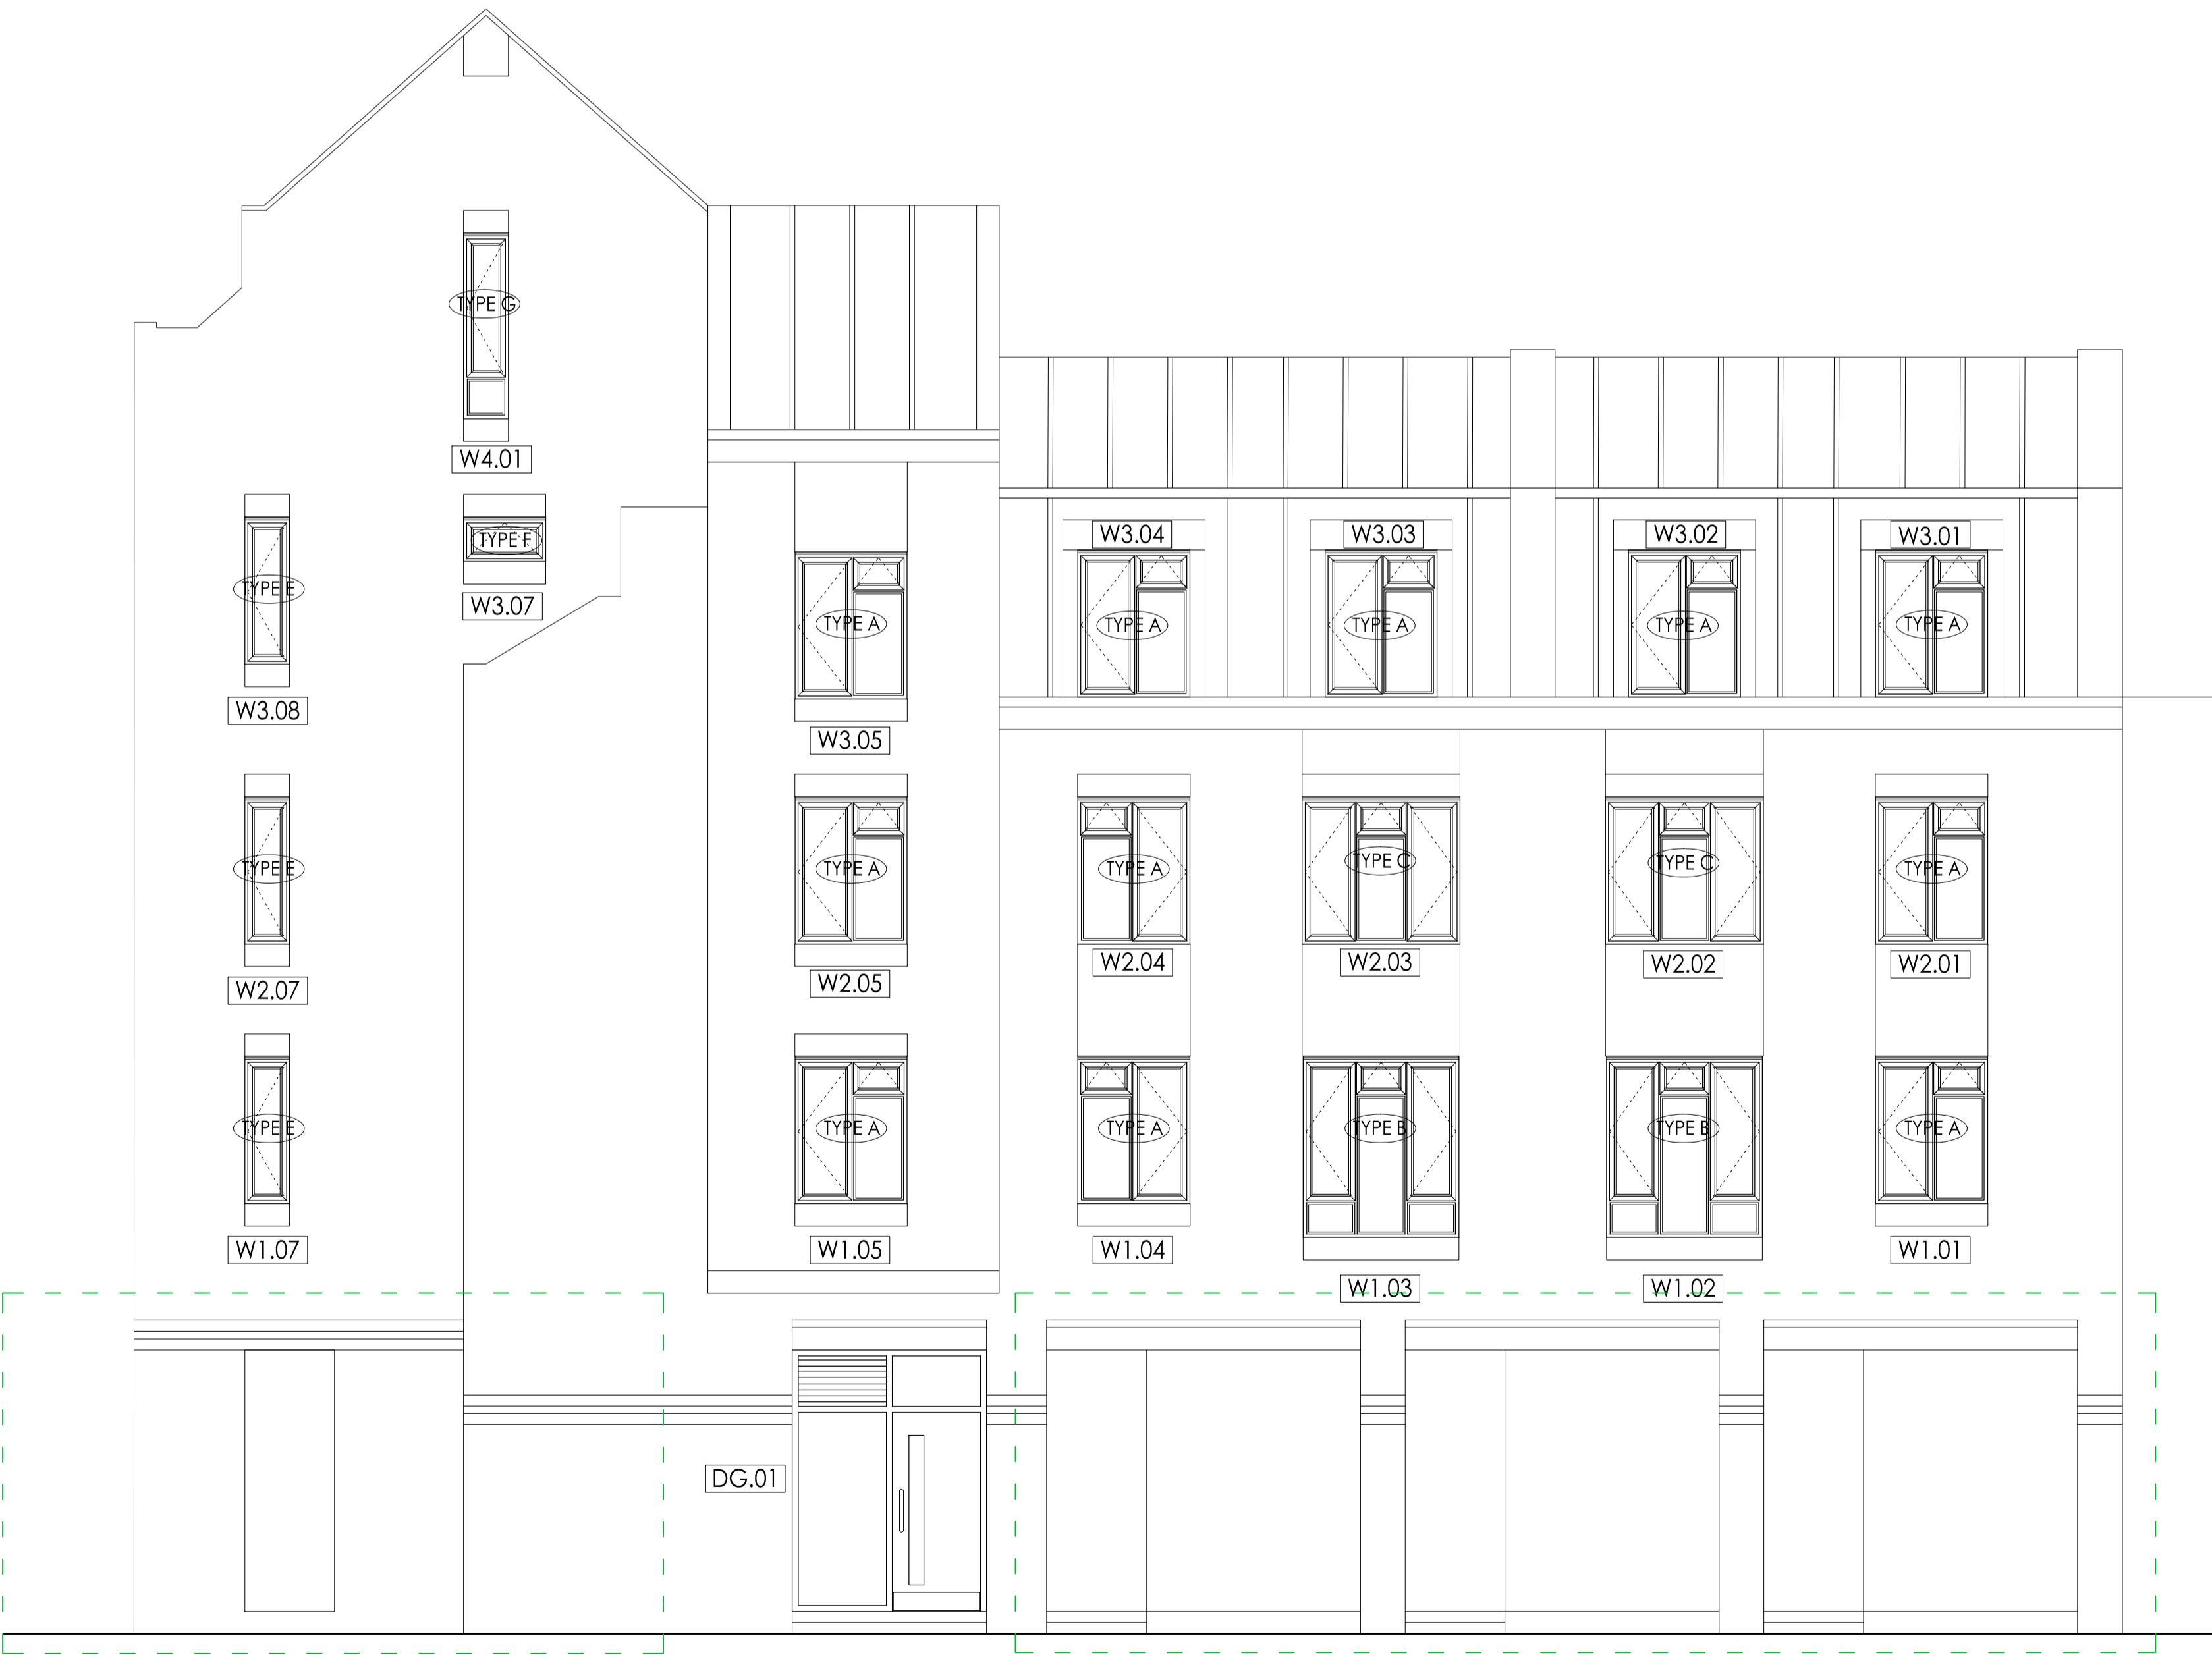 TYPE G
W4.01
W3.04
W3.03
W3.02
W3.01
TYPE F
TYPE E
W3.07
TYPE A
TYPE A
TYPE A
TYPE A
TYPE A
W3.08
W3.05
TYPE E
TYPE A
TYPE A
TYPE C
TYPE C
TYPE A
W2.07
W2.05
W2.04
W2.03
W2.02
W2.01
TYPE E
TYPE A
TYPE A
TYPE B
TYPE B
TYPE A
W1.07
W1.05
W1.04
W1.03
W1.02
W1.01
DG.01